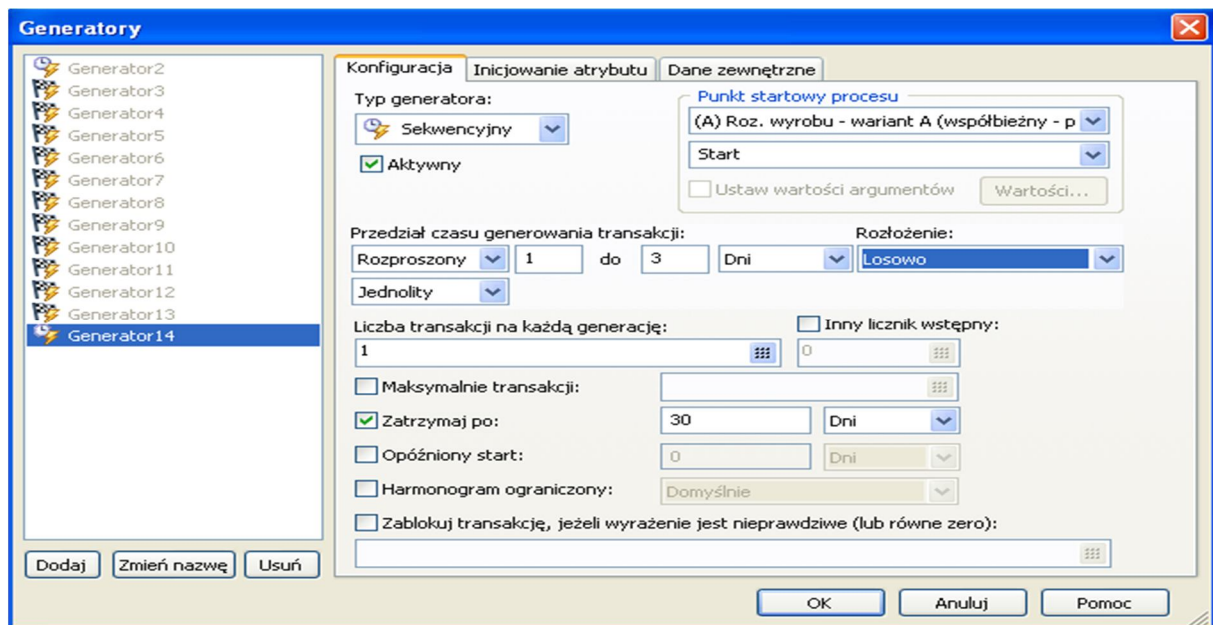 Generatory
Generator2
Generator3
Generator4
Generator5
Generator6
Generator7
Generator8
Generator9
Generator10
Generator11
Generator12
Generator13
Generator14
Dodaj Zmień nazwę Usuń
Konfiguracja Inicjowanie atrybutu Dane zewnętrzne
Typ generatora:
Sekwencyjny
Aktywny
Punkt startowy procesu
(A) Roz. wyrobu - wariant A (współbieżny - p
Start
Ustaw wartości argumentów Wartości...
Przedział czasu generowania transakcji: Rozłożenie:
Rozproszony 1 do 3 Dni Losowo
Jednolity
Liczba transakcji na każdą generację: Inny licznik wstępny:
1 0
Maksymalnie transakcji:
Zatrzymaj po: 30 Dni
Opóźniony start: 0 Dni
Harmonogram ograniczony: Domyślnie
Zablokuj transakcję, jeżeli wyrażenie jest nieprawdziwe (lub równe zero):
OK Anuluj Pomoc